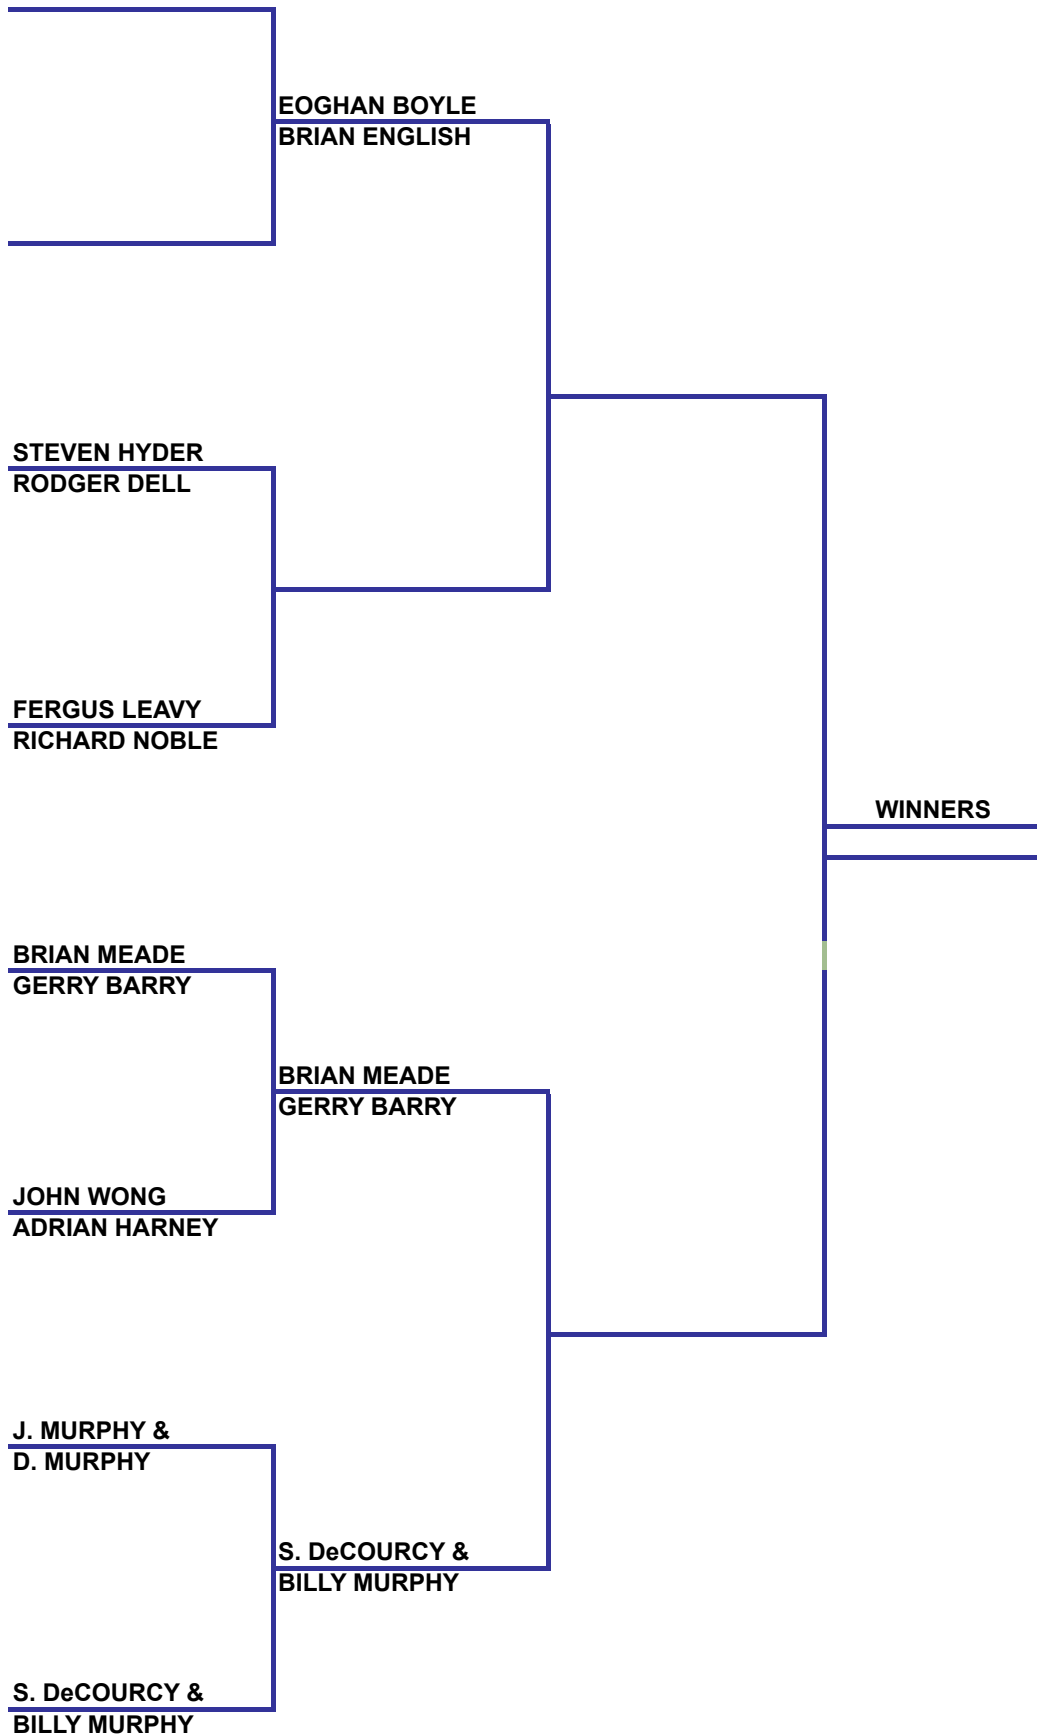 EOGHAN BOYLE
BRIAN ENGLISH
STEVEN HYDER
RODGER DELL
FERGUS LEAVY
RICHARD NOBLE
WINNERS
BRIAN MEADE
GERRY BARRY
BRIAN MEADE
GERRY BARRY
JOHN WONG
ADRIAN HARNEY
J. MURPHY &
D. MURPHY
S. DeCOURCY &
BILLY MURPHY
S. DeCOURCY &
BILLY MURPHY